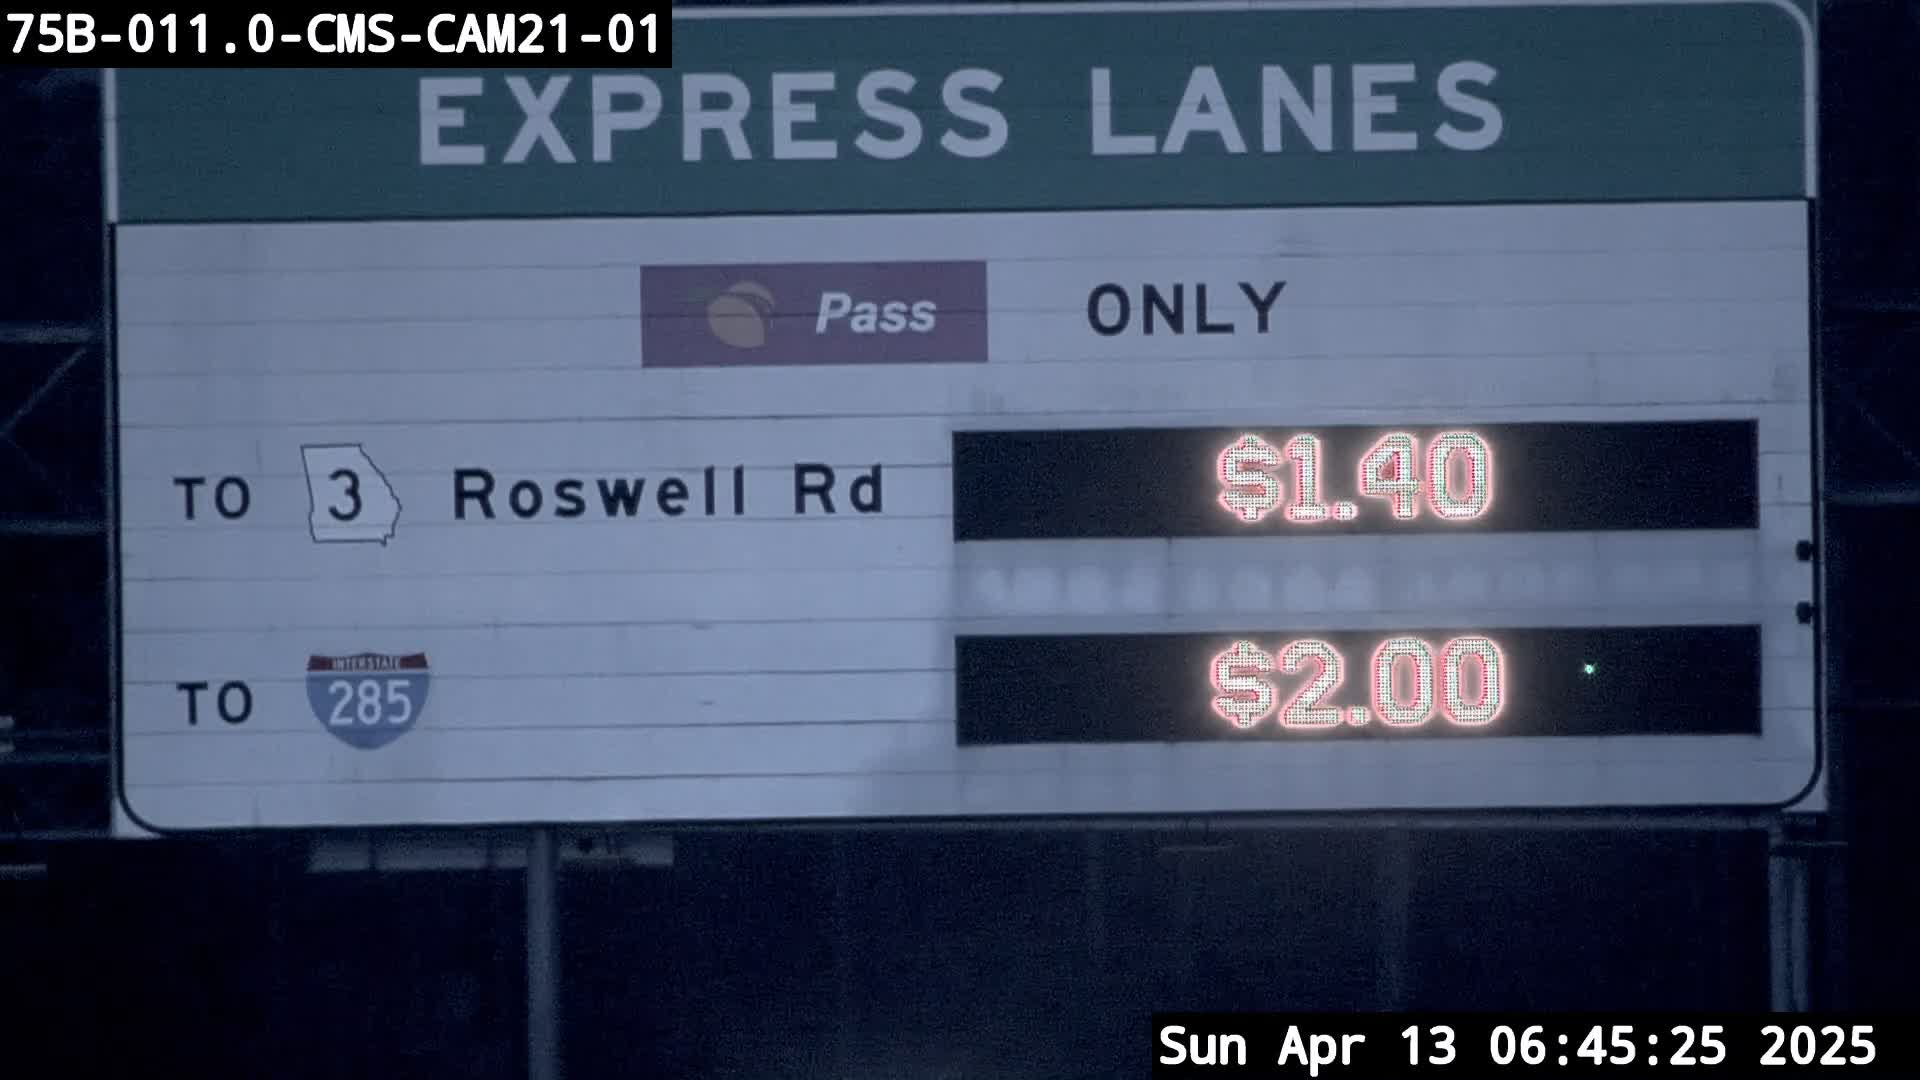 75B-011.0-CMS-CAM21-01
EXPRESS LANES
Pass ONLY
TO 3 Roswell Rd $1.40
INTERSTATE
TO 285 $2.00
Sun Apr 13 06:45:25 2025